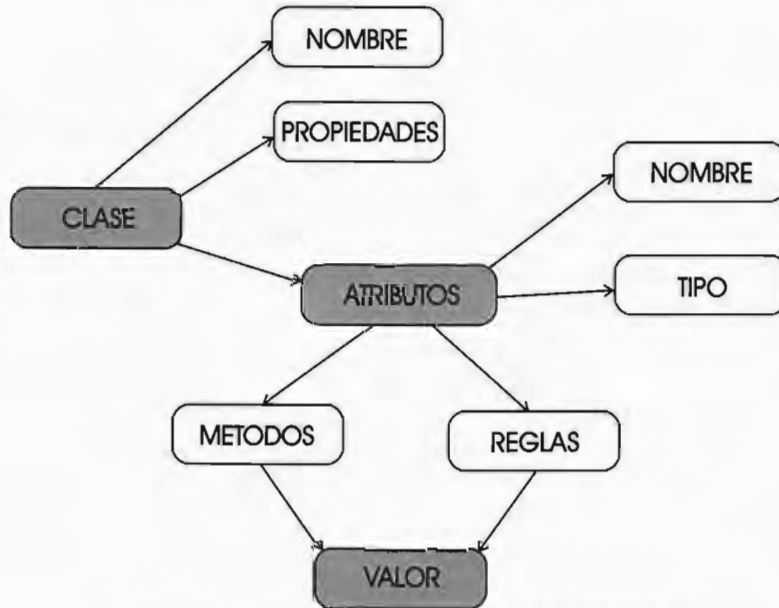 NOMBRE
PROPIEDADES
NOMBRE
CLASE
ATRIBUTOS
TIPO
METODOS
REGLAS
VALOR